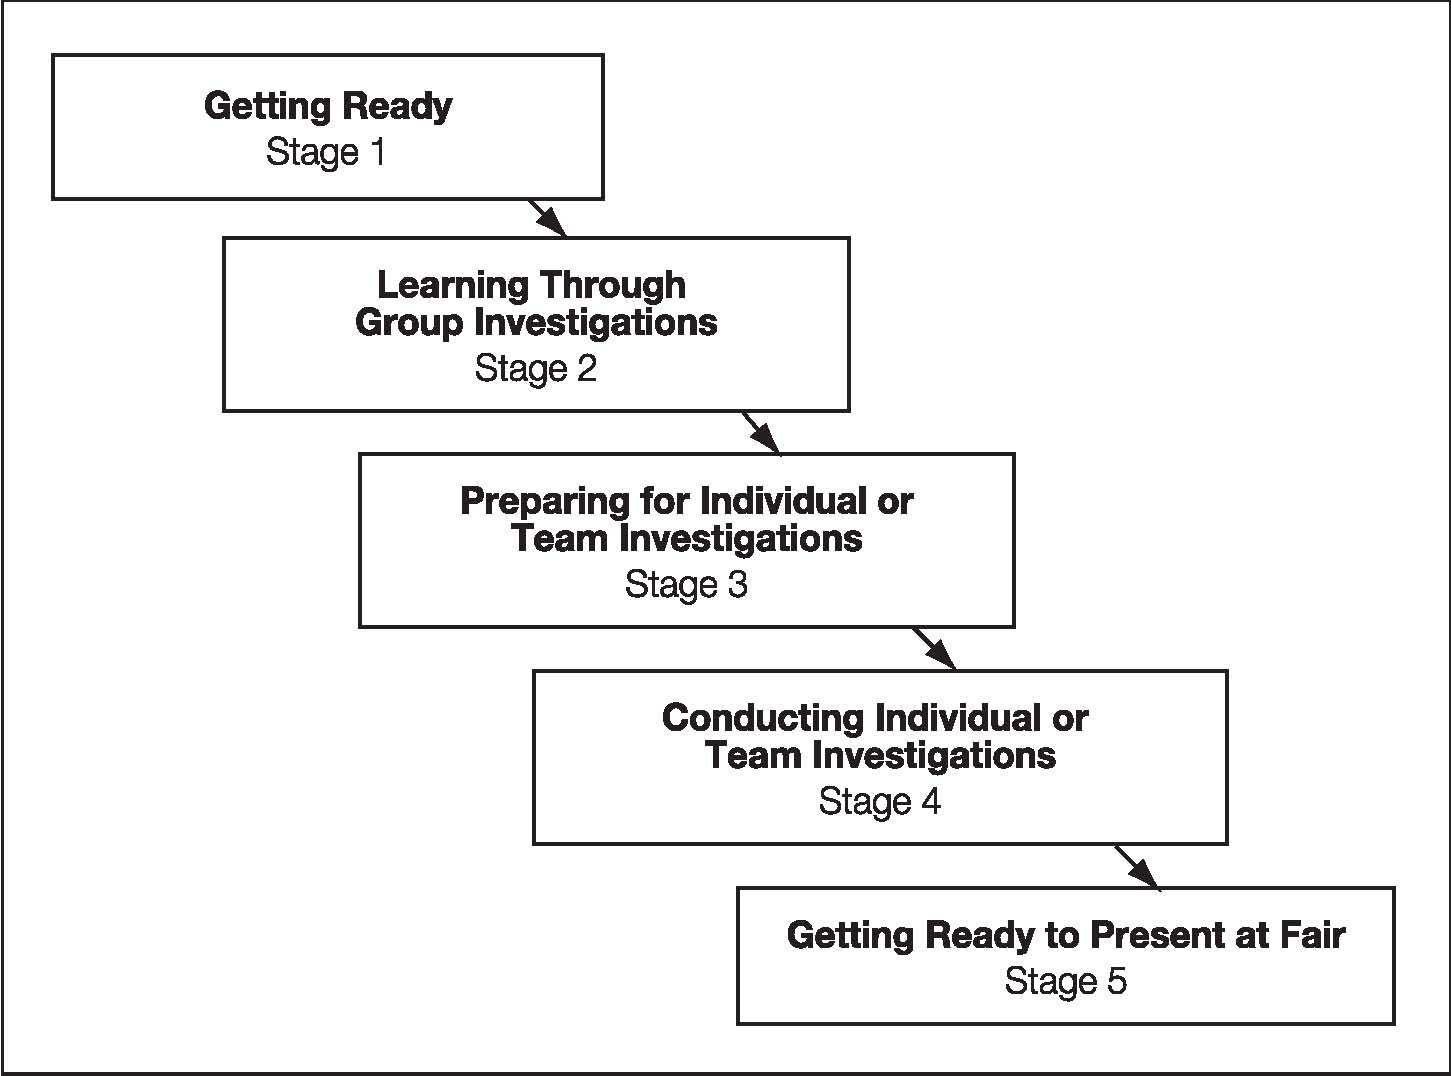 Getting Ready
Stage 1
Learning Through
Group Investigations
Stage 2
Preparing for Individual or
Team Investigations
Stage 3
Conducting Individual or
Team Investigations
Stage 4
Getting Ready to Present at Fair
Stage 5